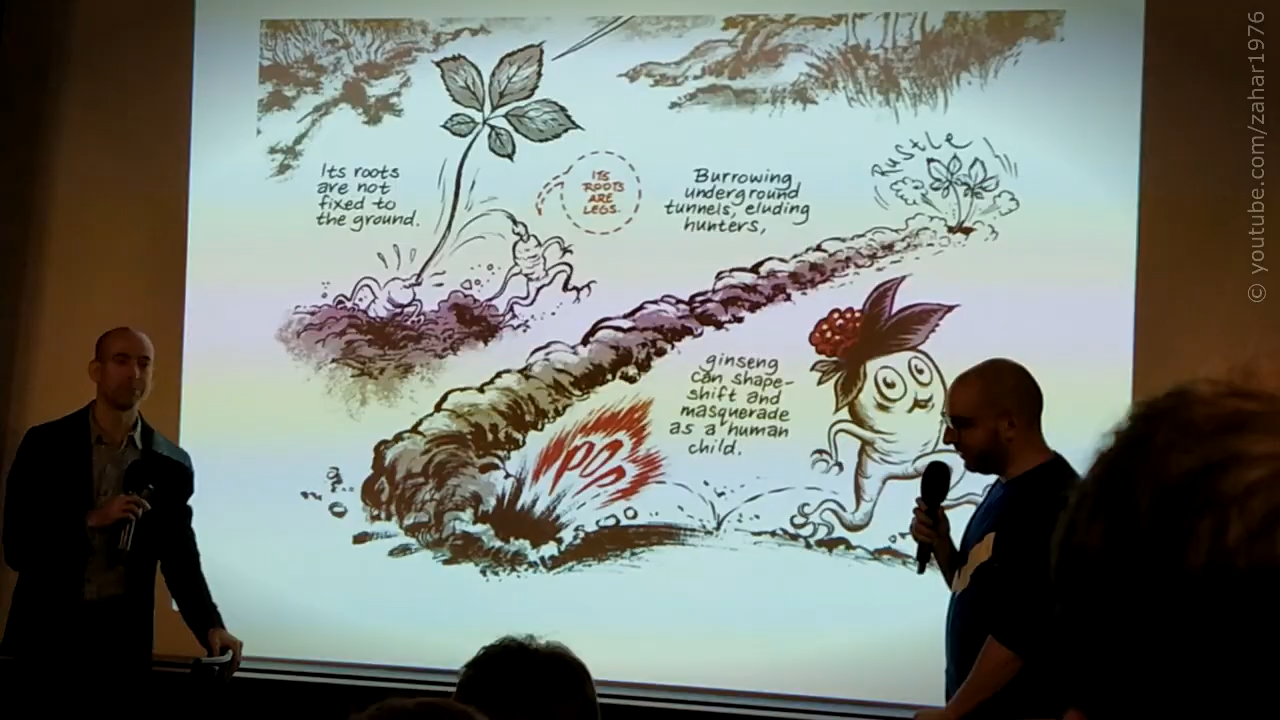 Its roots
are not
fixed to
the ground.
ITS
ROOTS
ARE
LEGS.
Burrowing
underground
tunnels, eluding
hunters,
RUSTLE
POP
ginseng
can shape-
shift and
masquerade
as a human
child.
© youtube.com/zahar1976